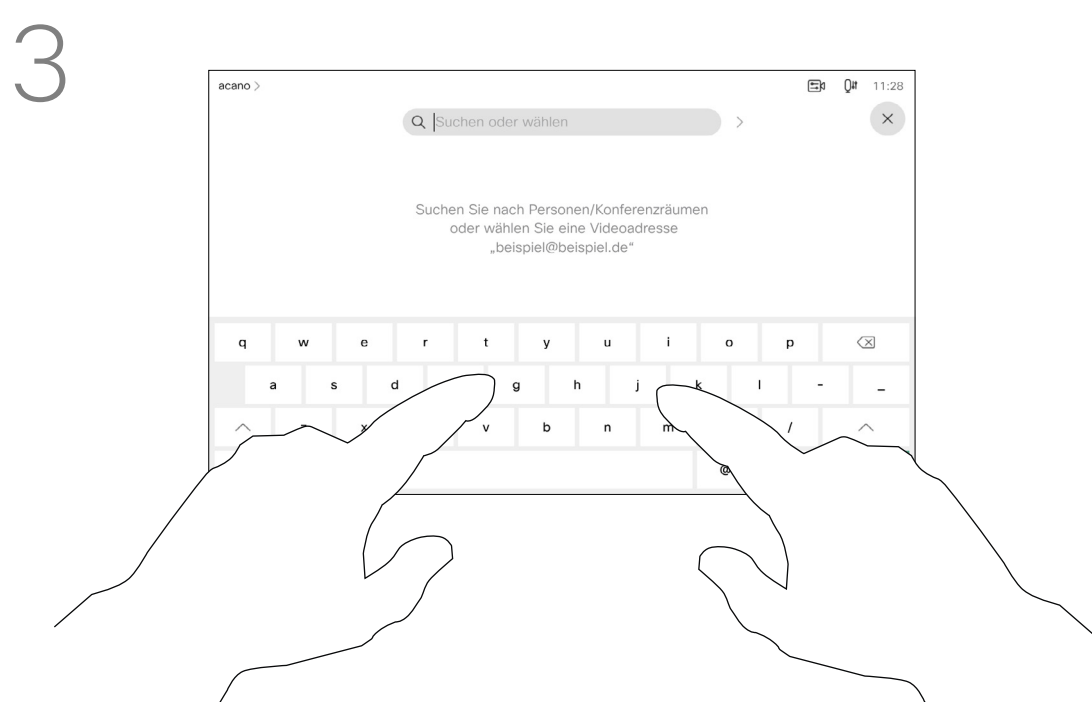 3
acano >
11:28
Suchen oder wählen >
Suchen Sie nach Personen/Konferenzräumen
oder wählen Sie eine Videoadresse
„beispiel@beispiel.de“
q w e r t y u i o p
a s d g h j k l - _
x v b n m /
@